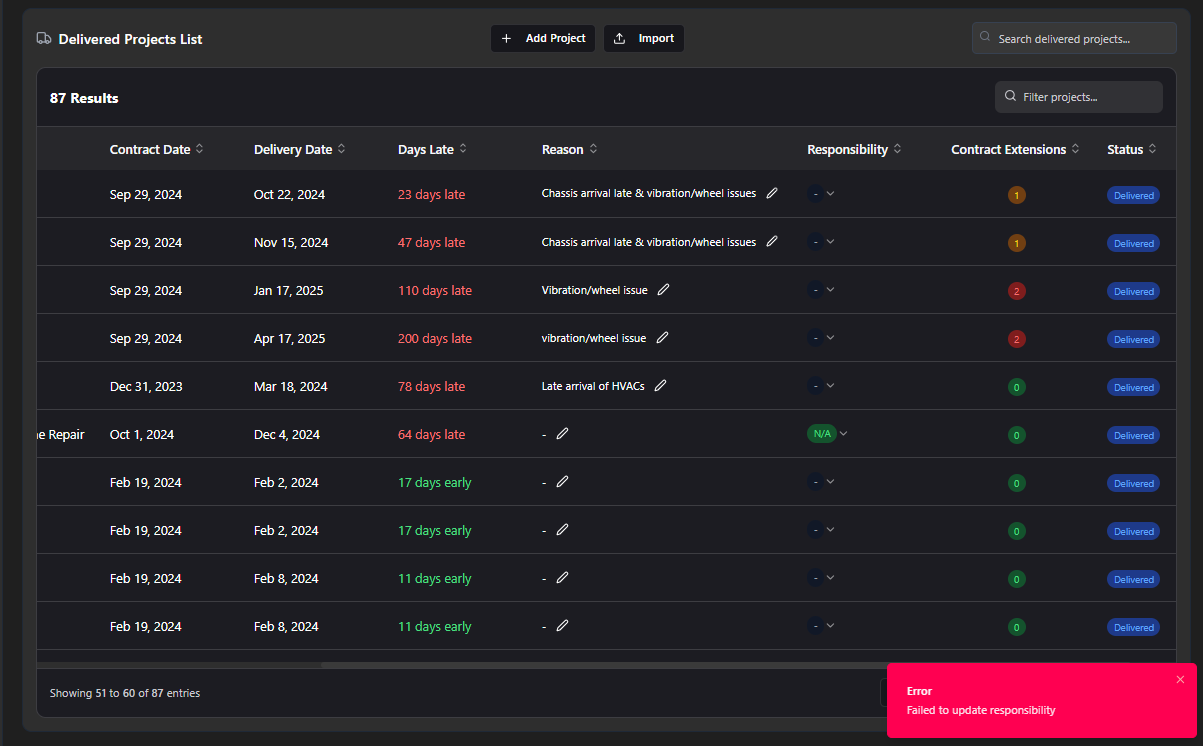 Delivered Projects List
Add Project
Import
Search delivered projects...
87 Results
Filter projects...
Contract Date Delivery Date Days Late Reason Responsibility Contract Extensions Status
Sep 29, 2024 Oct 22, 2024 23 days late Chassis arrival late & vibration/wheel issues - 1 Delivered
Sep 29, 2024 Nov 15, 2024 47 days late Chassis arrival late & vibration/wheel issues - 1 Delivered
Sep 29, 2024 Jan 17, 2025 110 days late Vibration/wheel issue - 2 Delivered
Sep 29, 2024 Apr 17, 2025 200 days late vibration/wheel issue - 2 Delivered
Dec 31, 2023 Mar 18, 2024 78 days late Late arrival of HVACs - 0 Delivered
Repair Oct 1, 2024 Dec 4, 2024 64 days late - N/A 0 Delivered
Feb 19, 2024 Feb 2, 2024 17 days early - - 0 Delivered
Feb 19, 2024 Feb 2, 2024 17 days early - - 0 Delivered
Feb 19, 2024 Feb 8, 2024 11 days early - - 0 Delivered
Feb 19, 2024 Feb 8, 2024 11 days early - - 0 Delivered
Showing 51 to 60 of 87 entries
Error
Failed to update responsibility